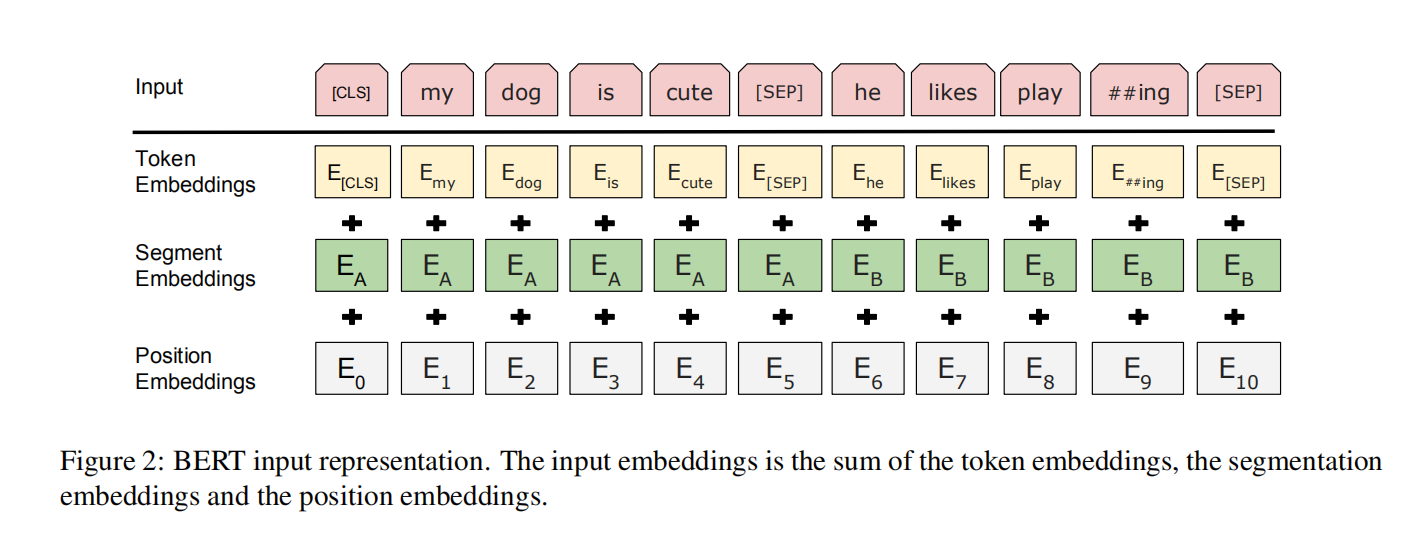 Input [CLS] my dog is cute [SEP] he likes play ##ing [SEP]
Token
Embeddings E[CLS] Emy Edog Eis Ecute E[SEP] Ehe Elikes Eplay E##ing E[SEP]
+ + + + + + + + + + +
Segment
Embeddings EA EA EA EA EA EA EB EB EB EB EB
+ + + + + + + + + + +
Position
Embeddings E0 E1 E2 E3 E4 E5 E6 E7 E8 E9 E10
Figure 2: BERT input representation. The input embeddings is the sum of the token embeddings, the segmentation
embeddings and the position embeddings.